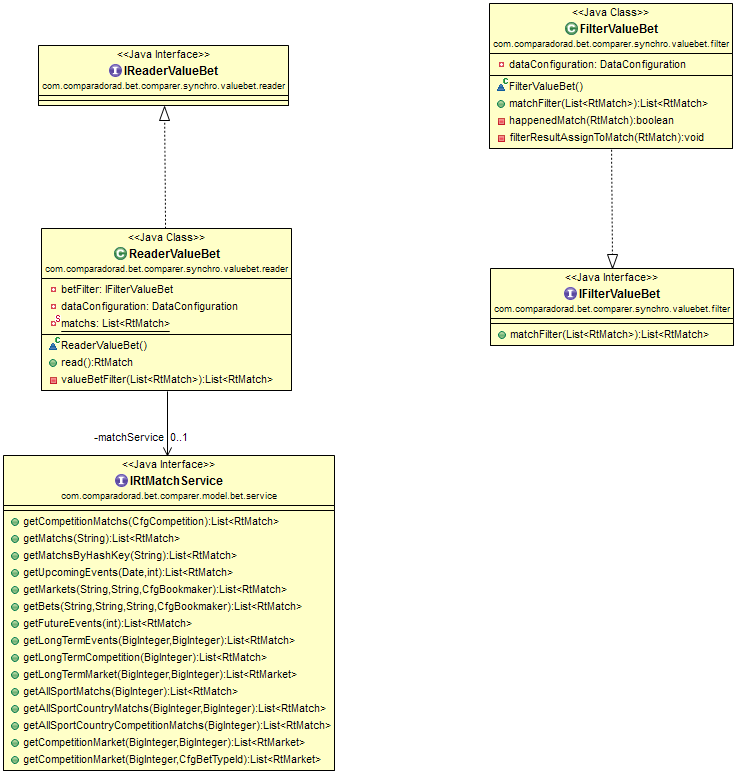 <<Java Interface>>
IReaderValueBet
com.comparadorad.bet.comparer.synchro.valuebet.reader
<<Java Class>>
FilterValueBet
com.comparadorad.bet.comparer.synchro.valuebet.filter
dataConfiguration: DataConfiguration
FilterValueBet()
matchFilter(List<RtMatch>):List<RtMatch>
happenedMatch(RtMatch):boolean
filterResultAssignToMatch(RtMatch):void
<<Java Class>>
ReaderValueBet
com.comparadorad.bet.comparer.synchro.valuebet.reader
betFilter: IFilterValueBet
dataConfiguration: DataConfiguration
matchs: List<RtMatch>
ReaderValueBet()
read():RtMatch
valueBetFilter(List<RtMatch>):List<RtMatch>
<<Java Interface>>
IFilterValueBet
com.comparadorad.bet.comparer.synchro.valuebet.filter
matchFilter(List<RtMatch>):List<RtMatch>
-matchService 0..1
<<Java Interface>>
IRtMatchService
com.comparadorad.bet.comparer.model.bet.service
getCompetitionMatchs(CfgCompetition):List<RtMatch>
getMatchs(String):List<RtMatch>
getMatchsByHashKey(String):List<RtMatch>
getUpcomingEvents(Date,int):List<RtMatch>
getMarkets(String,String,CfgBookmaker):List<RtMatch>
getBets(String,String,String,CfgBookmaker):List<RtMatch>
getFutureEvents(int):List<RtMatch>
getLongTermEvents(BigInteger,BigInteger):List<RtMatch>
getLongTermCompetition(BigInteger):List<RtMatch>
getLongTermMarket(BigInteger,BigInteger):List<RtMarket>
getAllSportMatchs(BigInteger):List<RtMatch>
getAllSportCountryMatchs(BigInteger,BigInteger):List<RtMatch>
getAllSportCountryCompetitionMatchs(BigInteger):List<RtMatch>
getCompetitionMarket(BigInteger,BigInteger):List<RtMarket>
getCompetitionMarket(BigInteger,CfgBetTypeId):List<RtMarket>